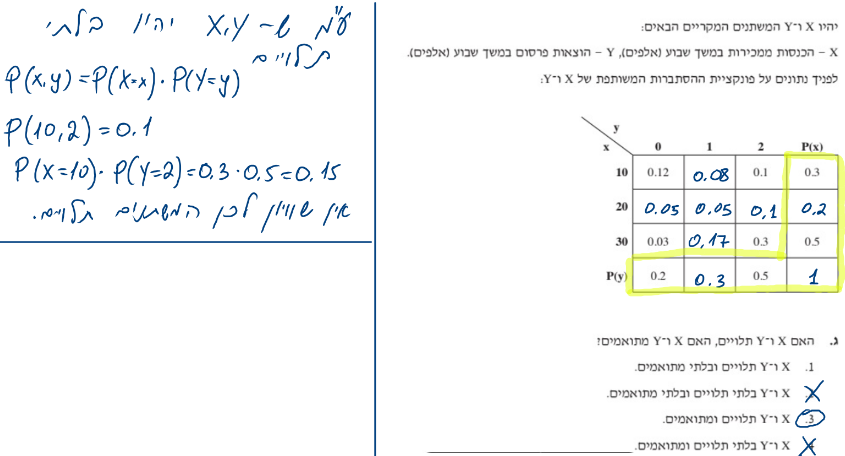 יהיו X ו־Y המשתנים המקריים הבאים:
X – הכנסות ממכירות במשך שבוע (אלפים), Y – הוצאות פרסום במשך שבוע (אלפים).
לפניך נתונים על פונקציית ההסתברות המשותפת של X ו־Y:
y
x 0 1 2 P(x)
10 0.12 0.08 0.1 0.3
20 0.05 0.05 0.1 0.2
30 0.03 0.17 0.3 0.5
P(y) 0.2 0.3 0.5 1
ג. האם X ו־Y תלויים, האם X ו־Y מתואמים?
1. X ו־Y תלויים ובלתי מתואמים.
X ו־Y בלתי תלויים ובלתי מתואמים.
3. X ו־Y תלויים ומתואמים.
X ו־Y בלתי תלויים ומתואמים.
ע"מ ש- X,Y יהיו בלתי
תלויים
P(x,y) = P(X=x) · P(Y=y)
P(10,2) = 0.1
P(X=10) · P(Y=2) = 0.3 · 0.5 = 0.15
אין שוויון לכן המשתנים תלויים.